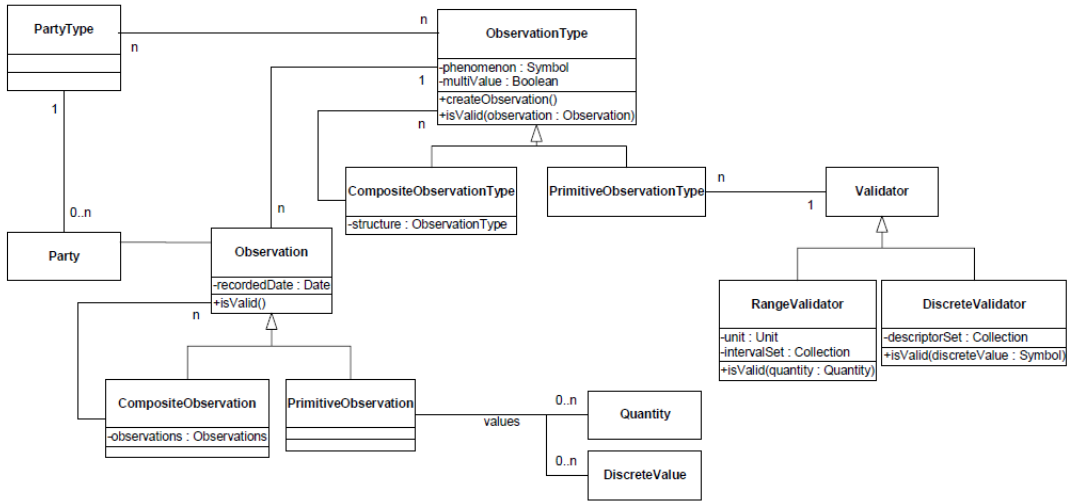 PartyType
n
n
ObservationType
-phenomenon : Symbol
-multiValue : Boolean
+createObservation()
+isValid(observation : Observation)
1
n
1
0..n
n
CompositeObservationType
-structure : ObservationType
PrimitiveObservationType
n
1
Validator
Party
Observation
-recordedDate : Date
+isValid()
n
RangeValidator
-unit : Unit
-intervalSet : Collection
+isValid(quantity : Quantity)
DiscreteValidator
-descriptorSet : Collection
+isValid(discreteValue : Symbol)
CompositeObservation
-observations : Observations
PrimitiveObservation
values
0..n
Quantity
0..n
DiscreteValue